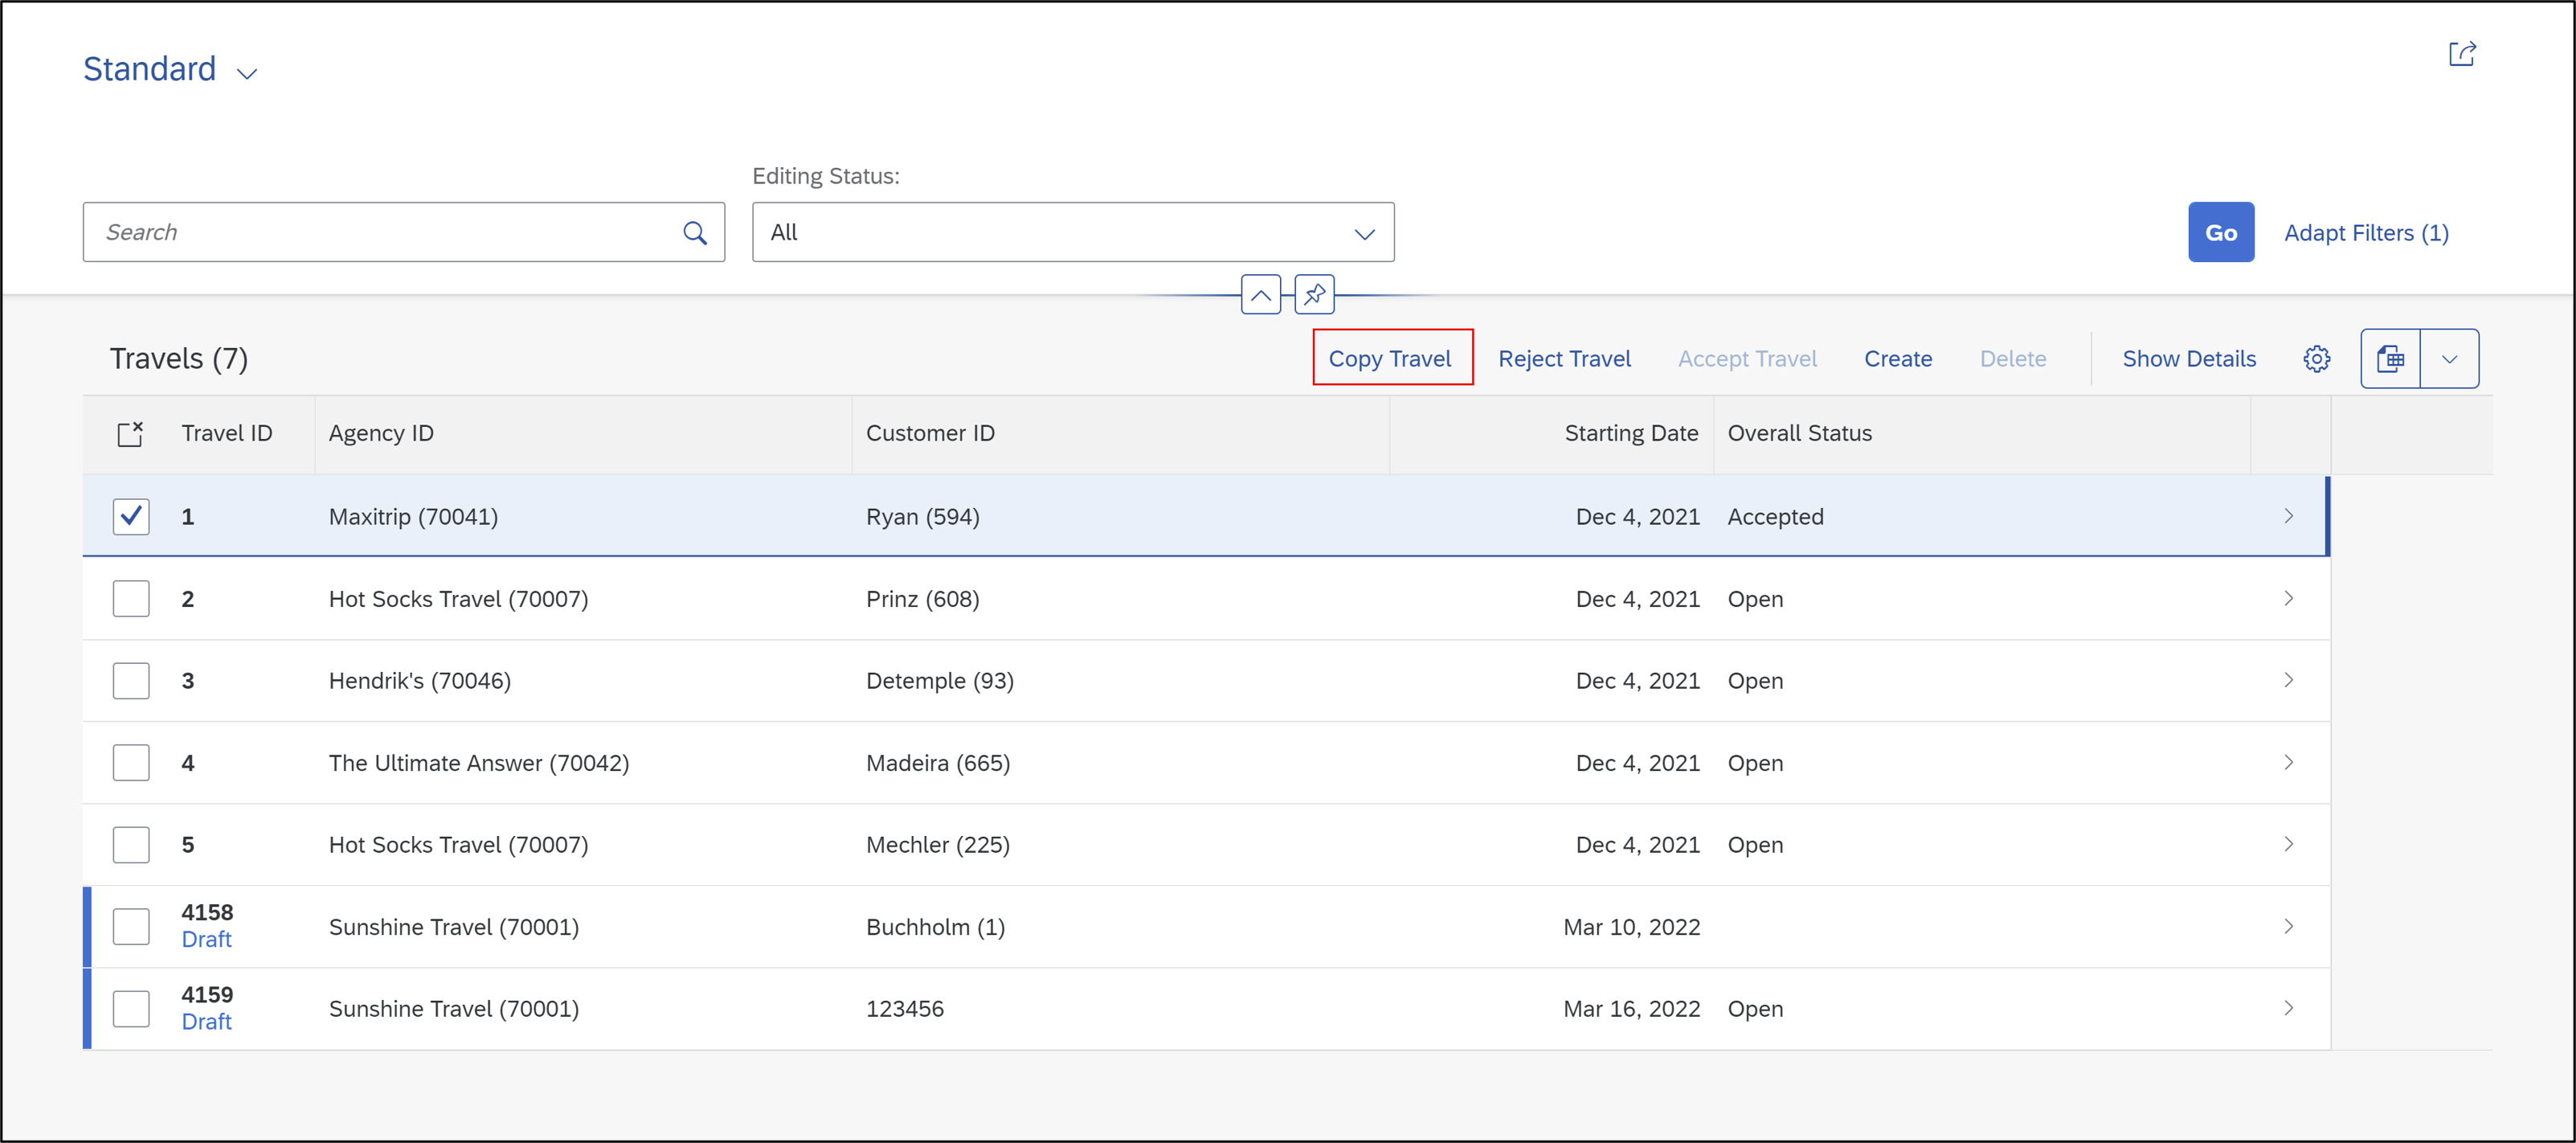 Standard
Editing Status:
Search
All
Go
Adapt Filters (1)
Travels (7)
Copy Travel
Reject Travel
Accept Travel
Create
Delete
Show Details
Travel ID Agency ID Customer ID Starting Date Overall Status
1 Maxitrip (70041) Ryan (594) Dec 4, 2021 Accepted
2 Hot Socks Travel (70007) Prinz (608) Dec 4, 2021 Open
3 Hendrik's (70046) Detemple (93) Dec 4, 2021 Open
4 The Ultimate Answer (70042) Madeira (665) Dec 4, 2021 Open
5 Hot Socks Travel (70007) Mechler (225) Dec 4, 2021 Open
4158
Draft
Sunshine Travel (70001) Buchholm (1) Mar 10, 2022
4159
Draft
Sunshine Travel (70001) 123456 Mar 16, 2022 Open